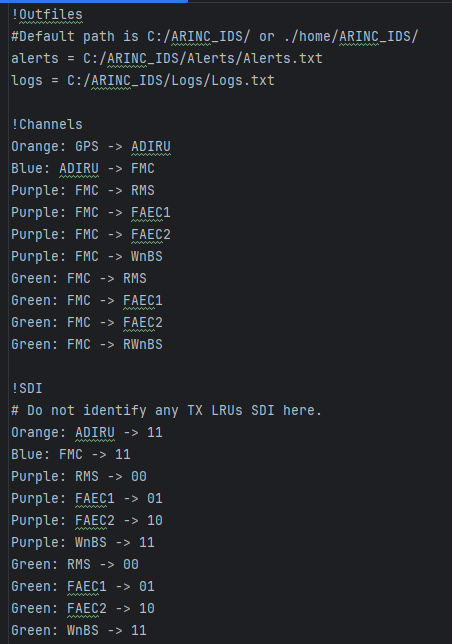 !Outfiles
#Default path is C:/ARINC_IDS/ or ./home/ARINC_IDS/
alerts = C:/ARINC_IDS/Alerts/Alerts.txt
logs = C:/ARINC_IDS/Logs/Logs.txt

!Channels
Orange: GPS -> ADIRU
Blue: ADIRU -> FMC
Purple: FMC -> RMS
Purple: FMC -> FAEC1
Purple: FMC -> FAEC2
Purple: FMC -> WnBS
Green: FMC -> RMS
Green: FMC -> FAEC1
Green: FMC -> FAEC2
Green: FMC -> RWnBS

!SDI
# Do not identify any TX LRUs SDI here.
Orange: ADIRU -> 11
Blue: FMC -> 11
Purple: RMS -> 00
Purple: FAEC1 -> 01
Purple: FAEC2 -> 10
Purple: WnBS -> 11
Green: RMS -> 00
Green: FAEC1 -> 01
Green: FAEC2 -> 10
Green: WnBS -> 11